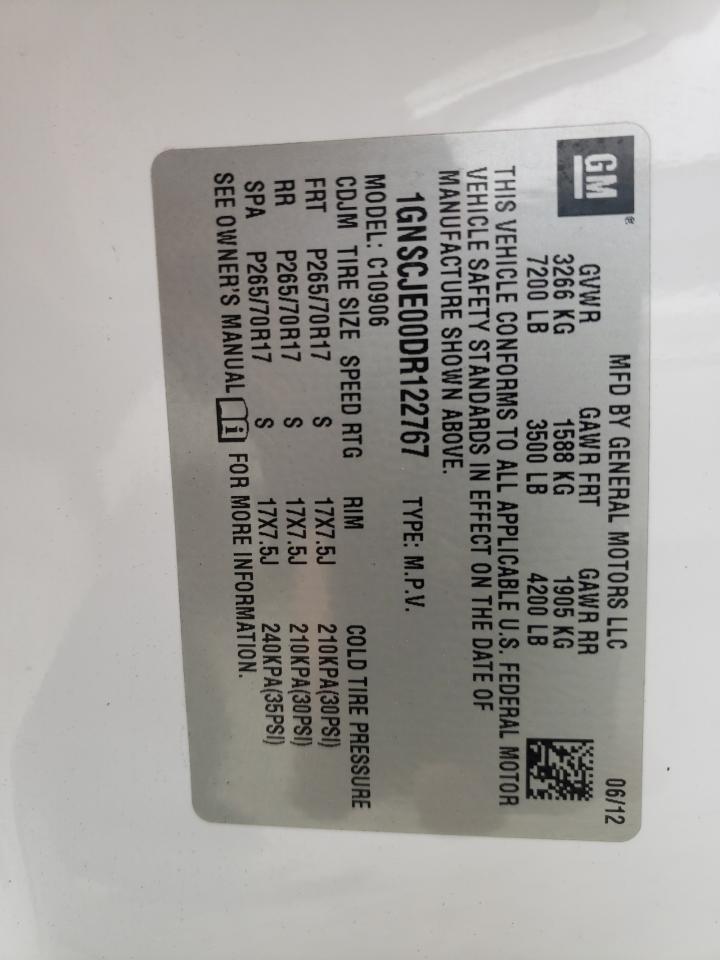 GM®
MFD BY GENERAL MOTORS LLC 06/12
GVWR GAWR FRT GAWR RR
3266 KG 1588 KG 1905 KG
7200 LB 3500 LB 4200 LB
THIS VEHICLE CONFORMS TO ALL APPLICABLE U.S. FEDERAL MOTOR
VEHICLE SAFETY STANDARDS IN EFFECT ON THE DATE OF
MANUFACTURE SHOWN ABOVE.
1GNSCJE00DR122767 TYPE: M.P.V.
MODEL: C10906
CDJM TIRE SIZE SPEED RTG RIM COLD TIRE PRESSURE
FRT P265/70R17 S 17X7.5J 210KPA(30PSI)
RR P265/70R17 S 17X7.5J 210KPA(30PSI)
SPA P265/70R17 S 17X7.5J 240KPA(35PSI)
SEE OWNER'S MANUAL i FOR MORE INFORMATION.